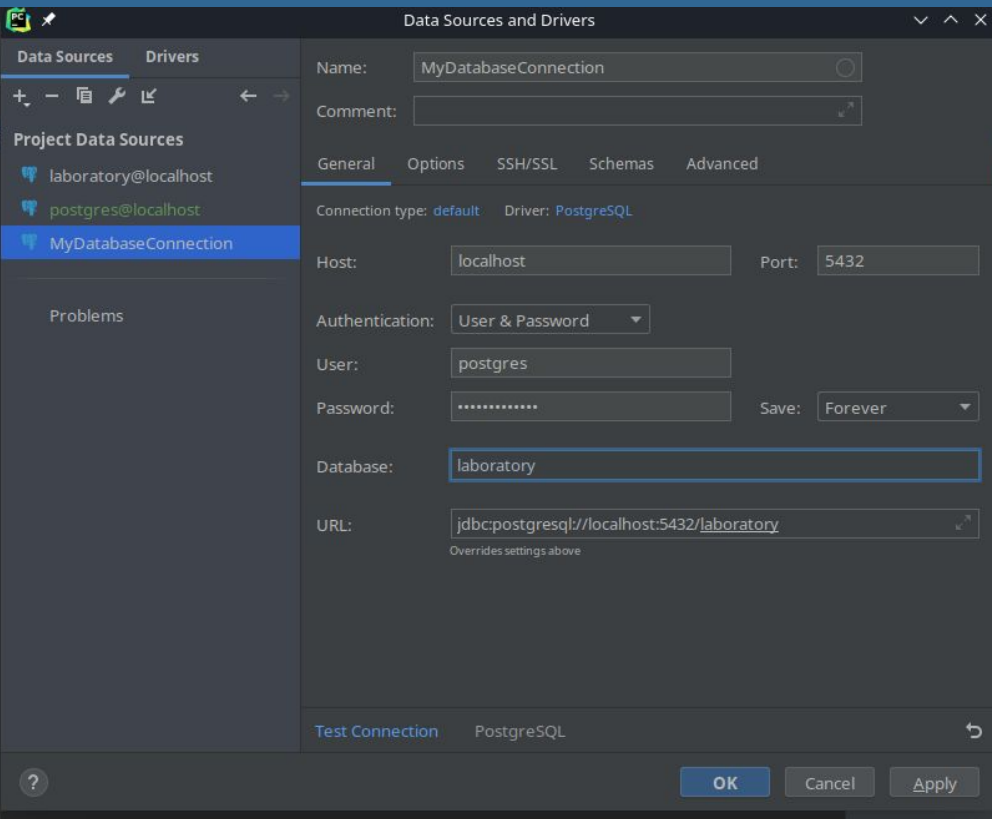 PC
Data Sources and Drivers
Data Sources Drivers
Project Data Sources
laboratory@localhost
postgres@localhost
MyDatabaseConnection
Problems
Name: MyDatabaseConnection
Comment:
General Options SSH/SSL Schemas Advanced
Connection type: default Driver: PostgreSQL
Host: localhost Port: 5432
Authentication: User & Password
User: postgres
Password: ••••••••••••• Save: Forever
Database: laboratory
URL: jdbc:postgresql://localhost:5432/laboratory
Overrides settings above
Test Connection PostgreSQL
? OK Cancel Apply